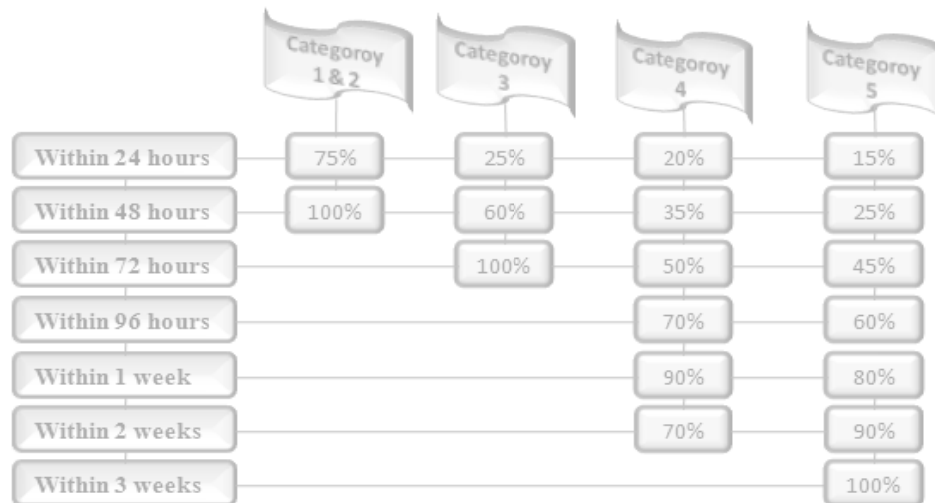 Categoroy
1 & 2
Categoroy
3
Categoroy
4
Categoroy
5
Within 24 hours 75% 25% 20% 15%
Within 48 hours 100% 60% 35% 25%
Within 72 hours 100% 50% 45%
Within 96 hours 70% 60%
Within 1 week 90% 80%
Within 2 weeks 70% 90%
Within 3 weeks 100%